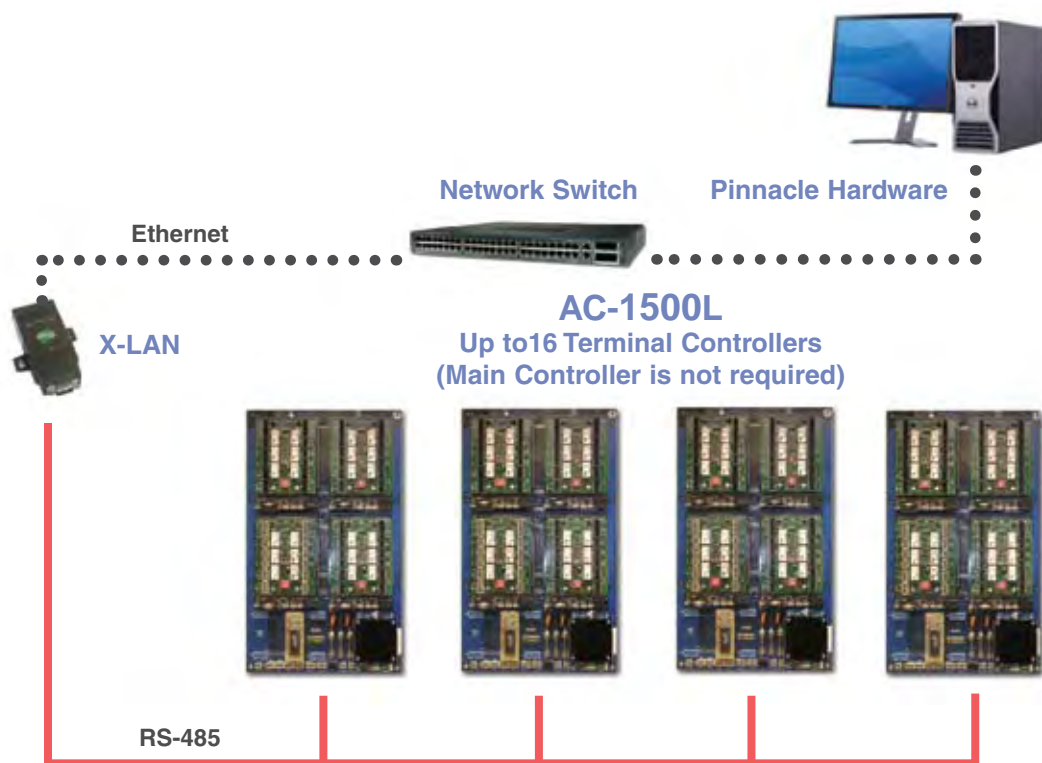 Network Switch
Pinnacle Hardware
Ethernet
X-LAN
AC-1500L
Up to16 Terminal Controllers
(Main Controller is not required)
RS-485